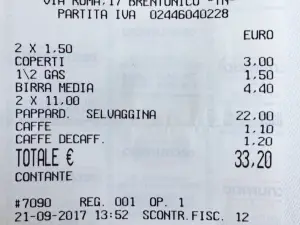 VIA ROMA,17 BRENTONICO -TN-
PARTITA IVA 02446040228
EURO
2 X 1,50
COPERTI 3,00
1\2 GAS 1,50
BIRRA MEDIA 4,40
2 X 11,00
PAPPARD. SELVAGGINA 22,00
CAFFE 1,10
CAFFE DECAFF. 1,20
TOTALE € 33,20
CONTANTE
#7090 REG. 001 OP. 1
21-09-2017 13:52 SCONTR.FISC. 12